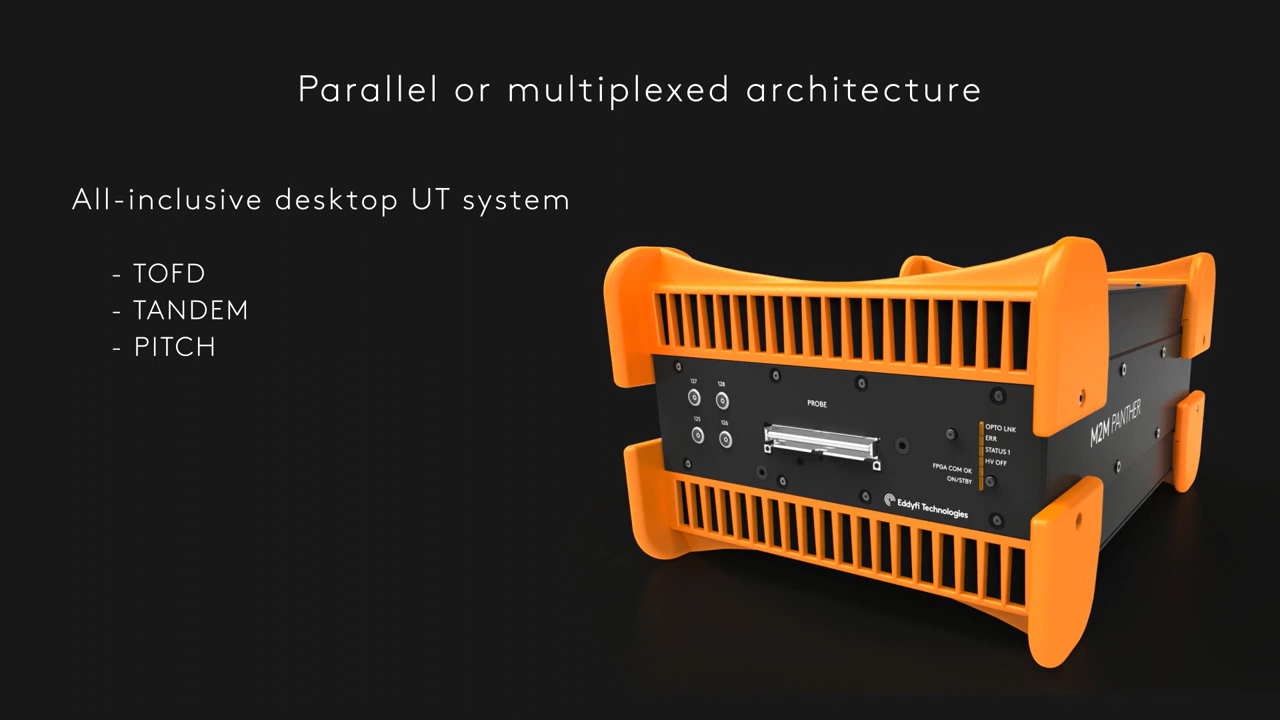 Parallel or multiplexed architecture
All-inclusive desktop UT system
- TOFD
- TANDEM
- PITCH
127 128
125 126
PROBE
OPTO LNK
ERR
STATUS 1
HV OFF
FPGA COM OK
ON/STBY
Eddyfi Technologies
M2M PANTHER